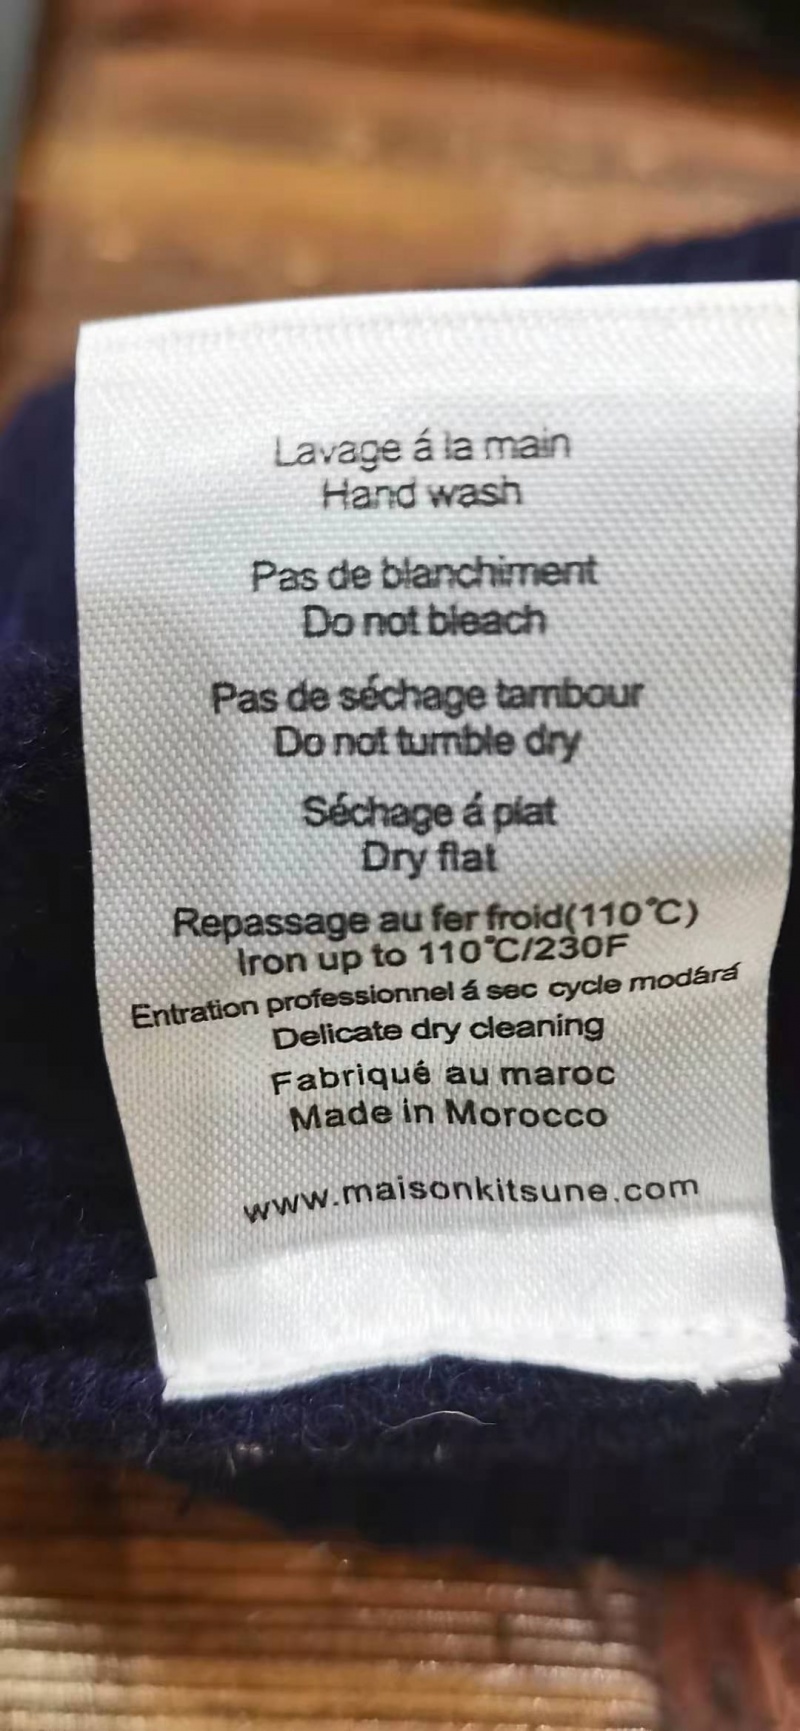 Lavage á la main
Hand wash
Pas de blanchiment
Do not bleach
Pas de séchage tambour
Do not tumble dry
Séchage á plat
Dry flat
Repassage au fer froid(110℃)
Iron up to 110℃/230F
Entration professionnel á sec cycle modárá
Delicate dry cleaning
Fabriqué au maroc
Made in Morocco
www.maisonkitsune.com